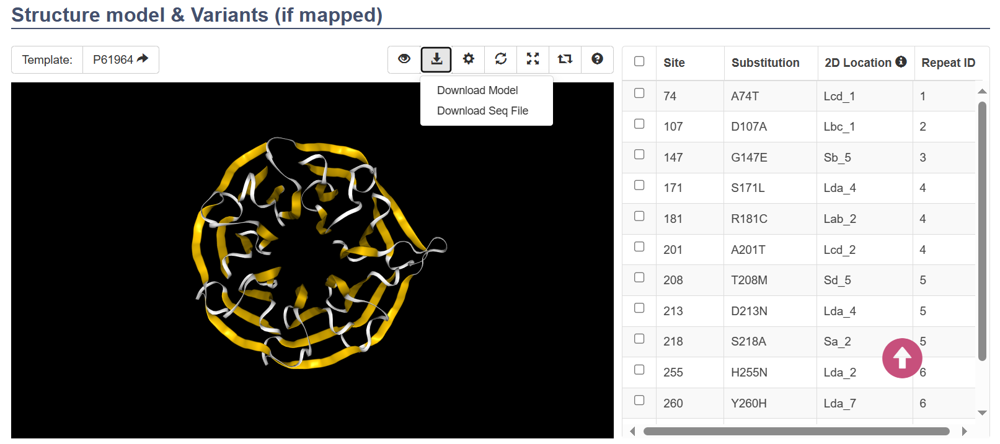 Structure model & Variants (if mapped)
Template: P61964
Download Model
Download Seq File
Site Substitution 2D Location Repeat ID
74 A74T Lcd_1 1
107 D107A Lbc_1 2
147 G147E Sb_5 3
171 S171L Lda_4 4
181 R181C Lab_2 4
201 A201T Lcd_2 4
208 T208M Sd_5 5
213 D213N Lda_4 5
218 S218A Sa_2 5
255 H255N Lda_2 6
260 Y260H Lda_7 6